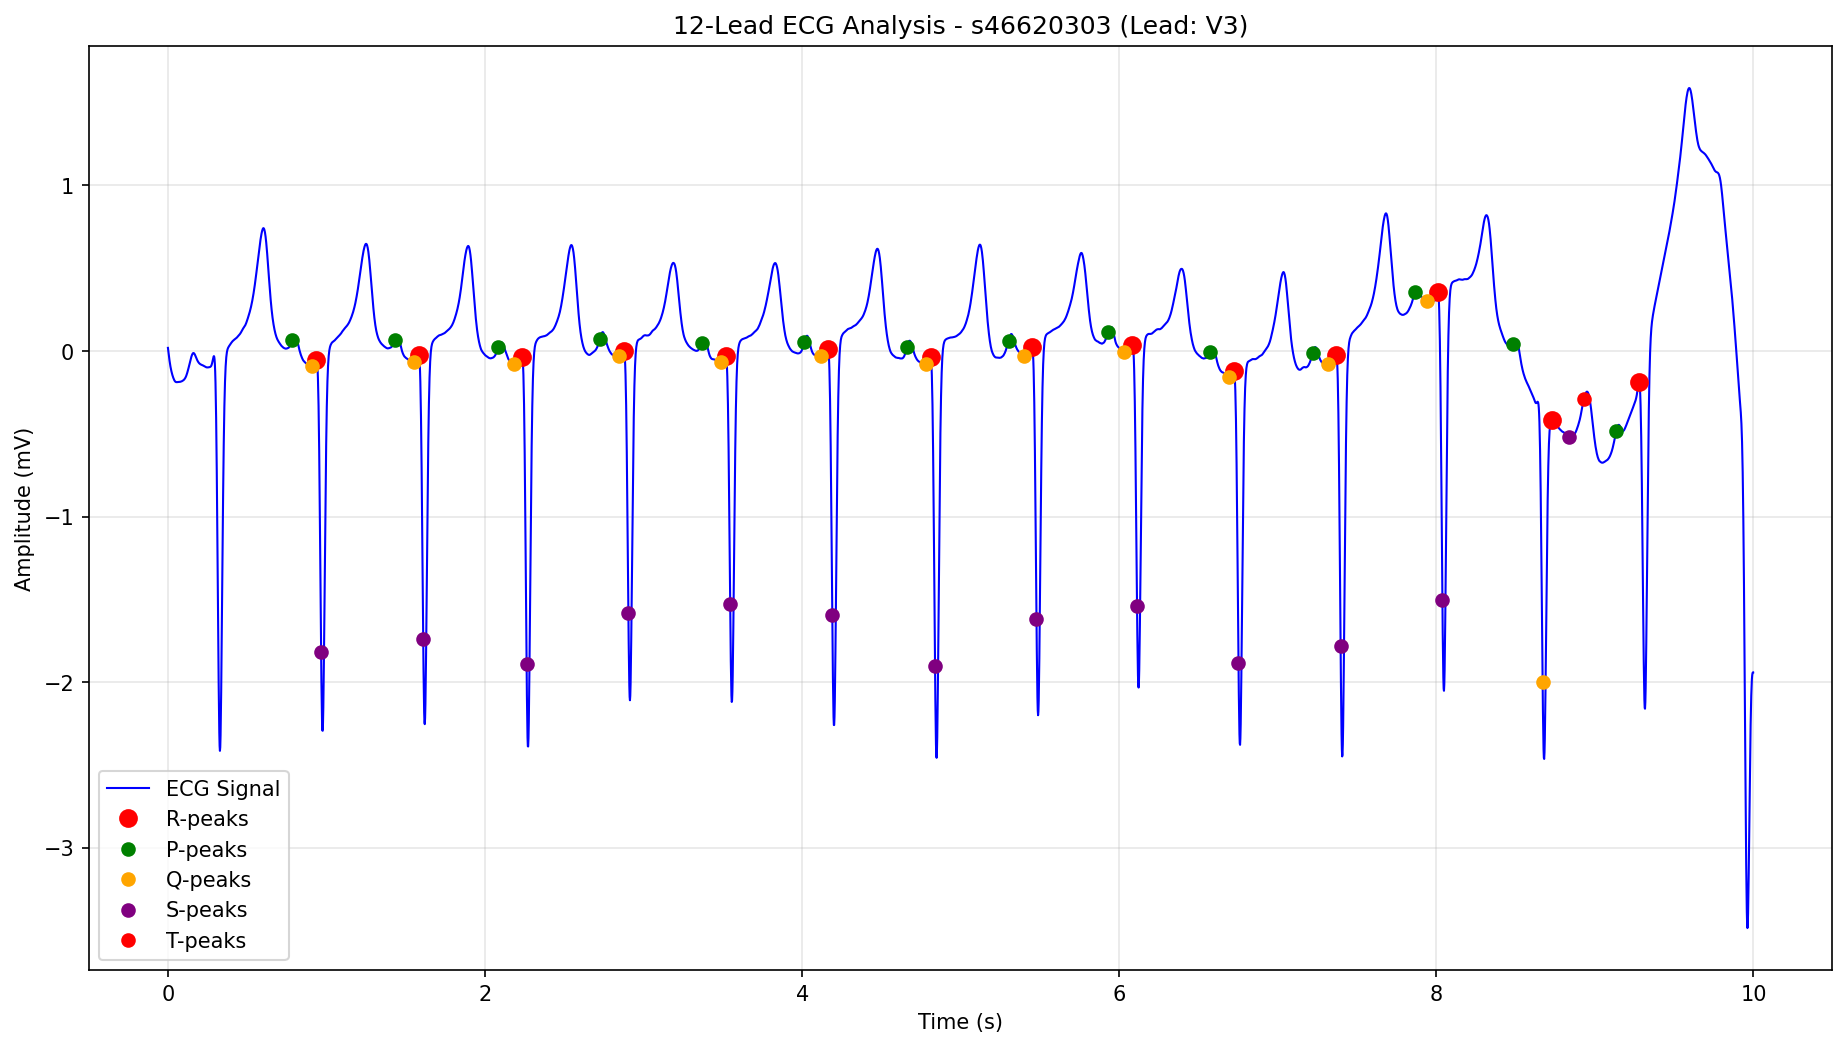 12-Lead ECG Analysis - s46620303 (Lead: V3)
Amplitude (mV)
1
0
−1
−2
−3
ECG Signal
R-peaks
P-peaks
Q-peaks
S-peaks
T-peaks
0 2 4 6 8 10
Time (s)